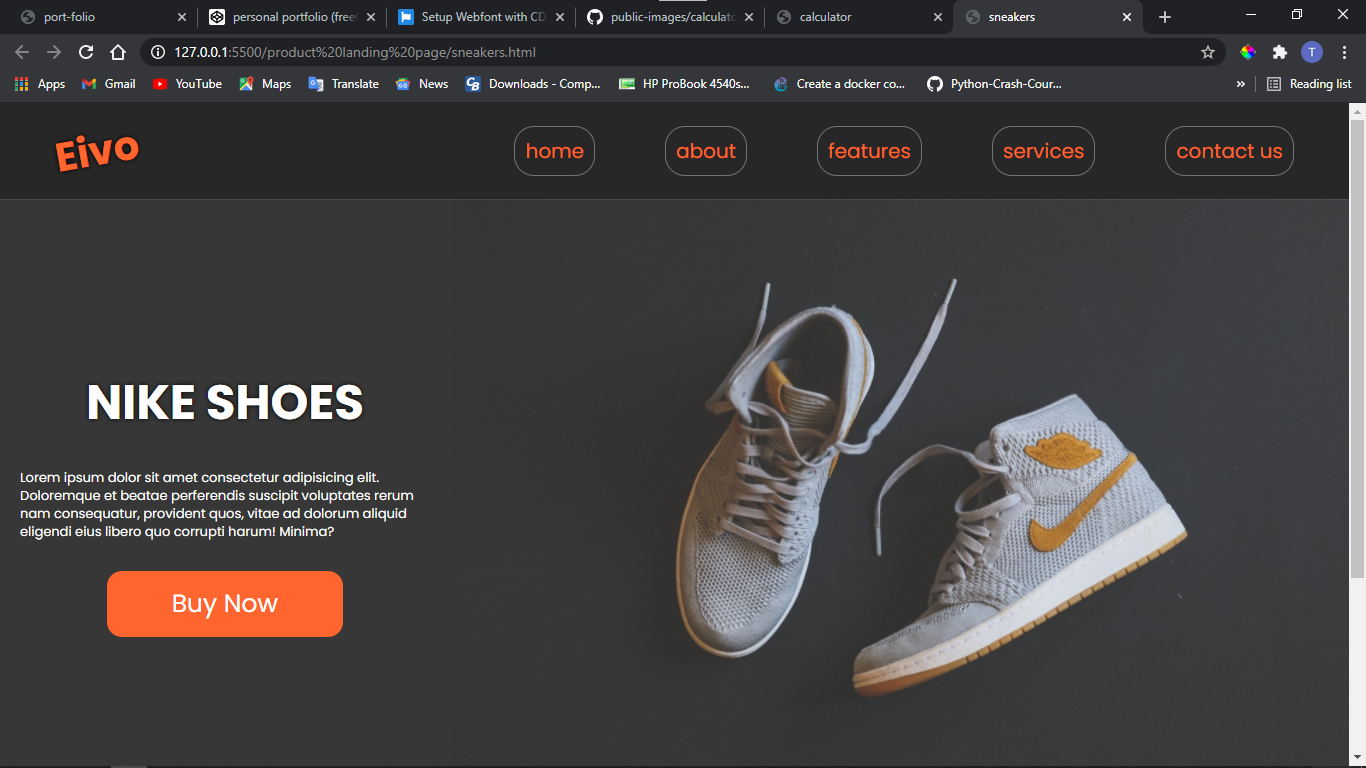 port-folio
personal portfolio (free
Setup Webfont with CD
public-images/calculato
calculator
sneakers
127.0.0.1:5500/product%20landing%20page/sneakers.html
T
Apps
Gmail
YouTube
Maps
Translate
News
Downloads - Comp...
HP ProBook 4540s...
Create a docker co...
Python-Crash-Cour...
»
Reading list
Eivo
home
about
features
services
contact us
NIKE SHOES
Lorem ipsum dolor sit amet consectetur adipisicing elit.
Doloremque et beatae perferendis suscipit voluptates rerum
nam consequatur, provident quos, vitae ad dolorum aliquid
eligendi eius libero quo corrupti harum! Minima?
Buy Now